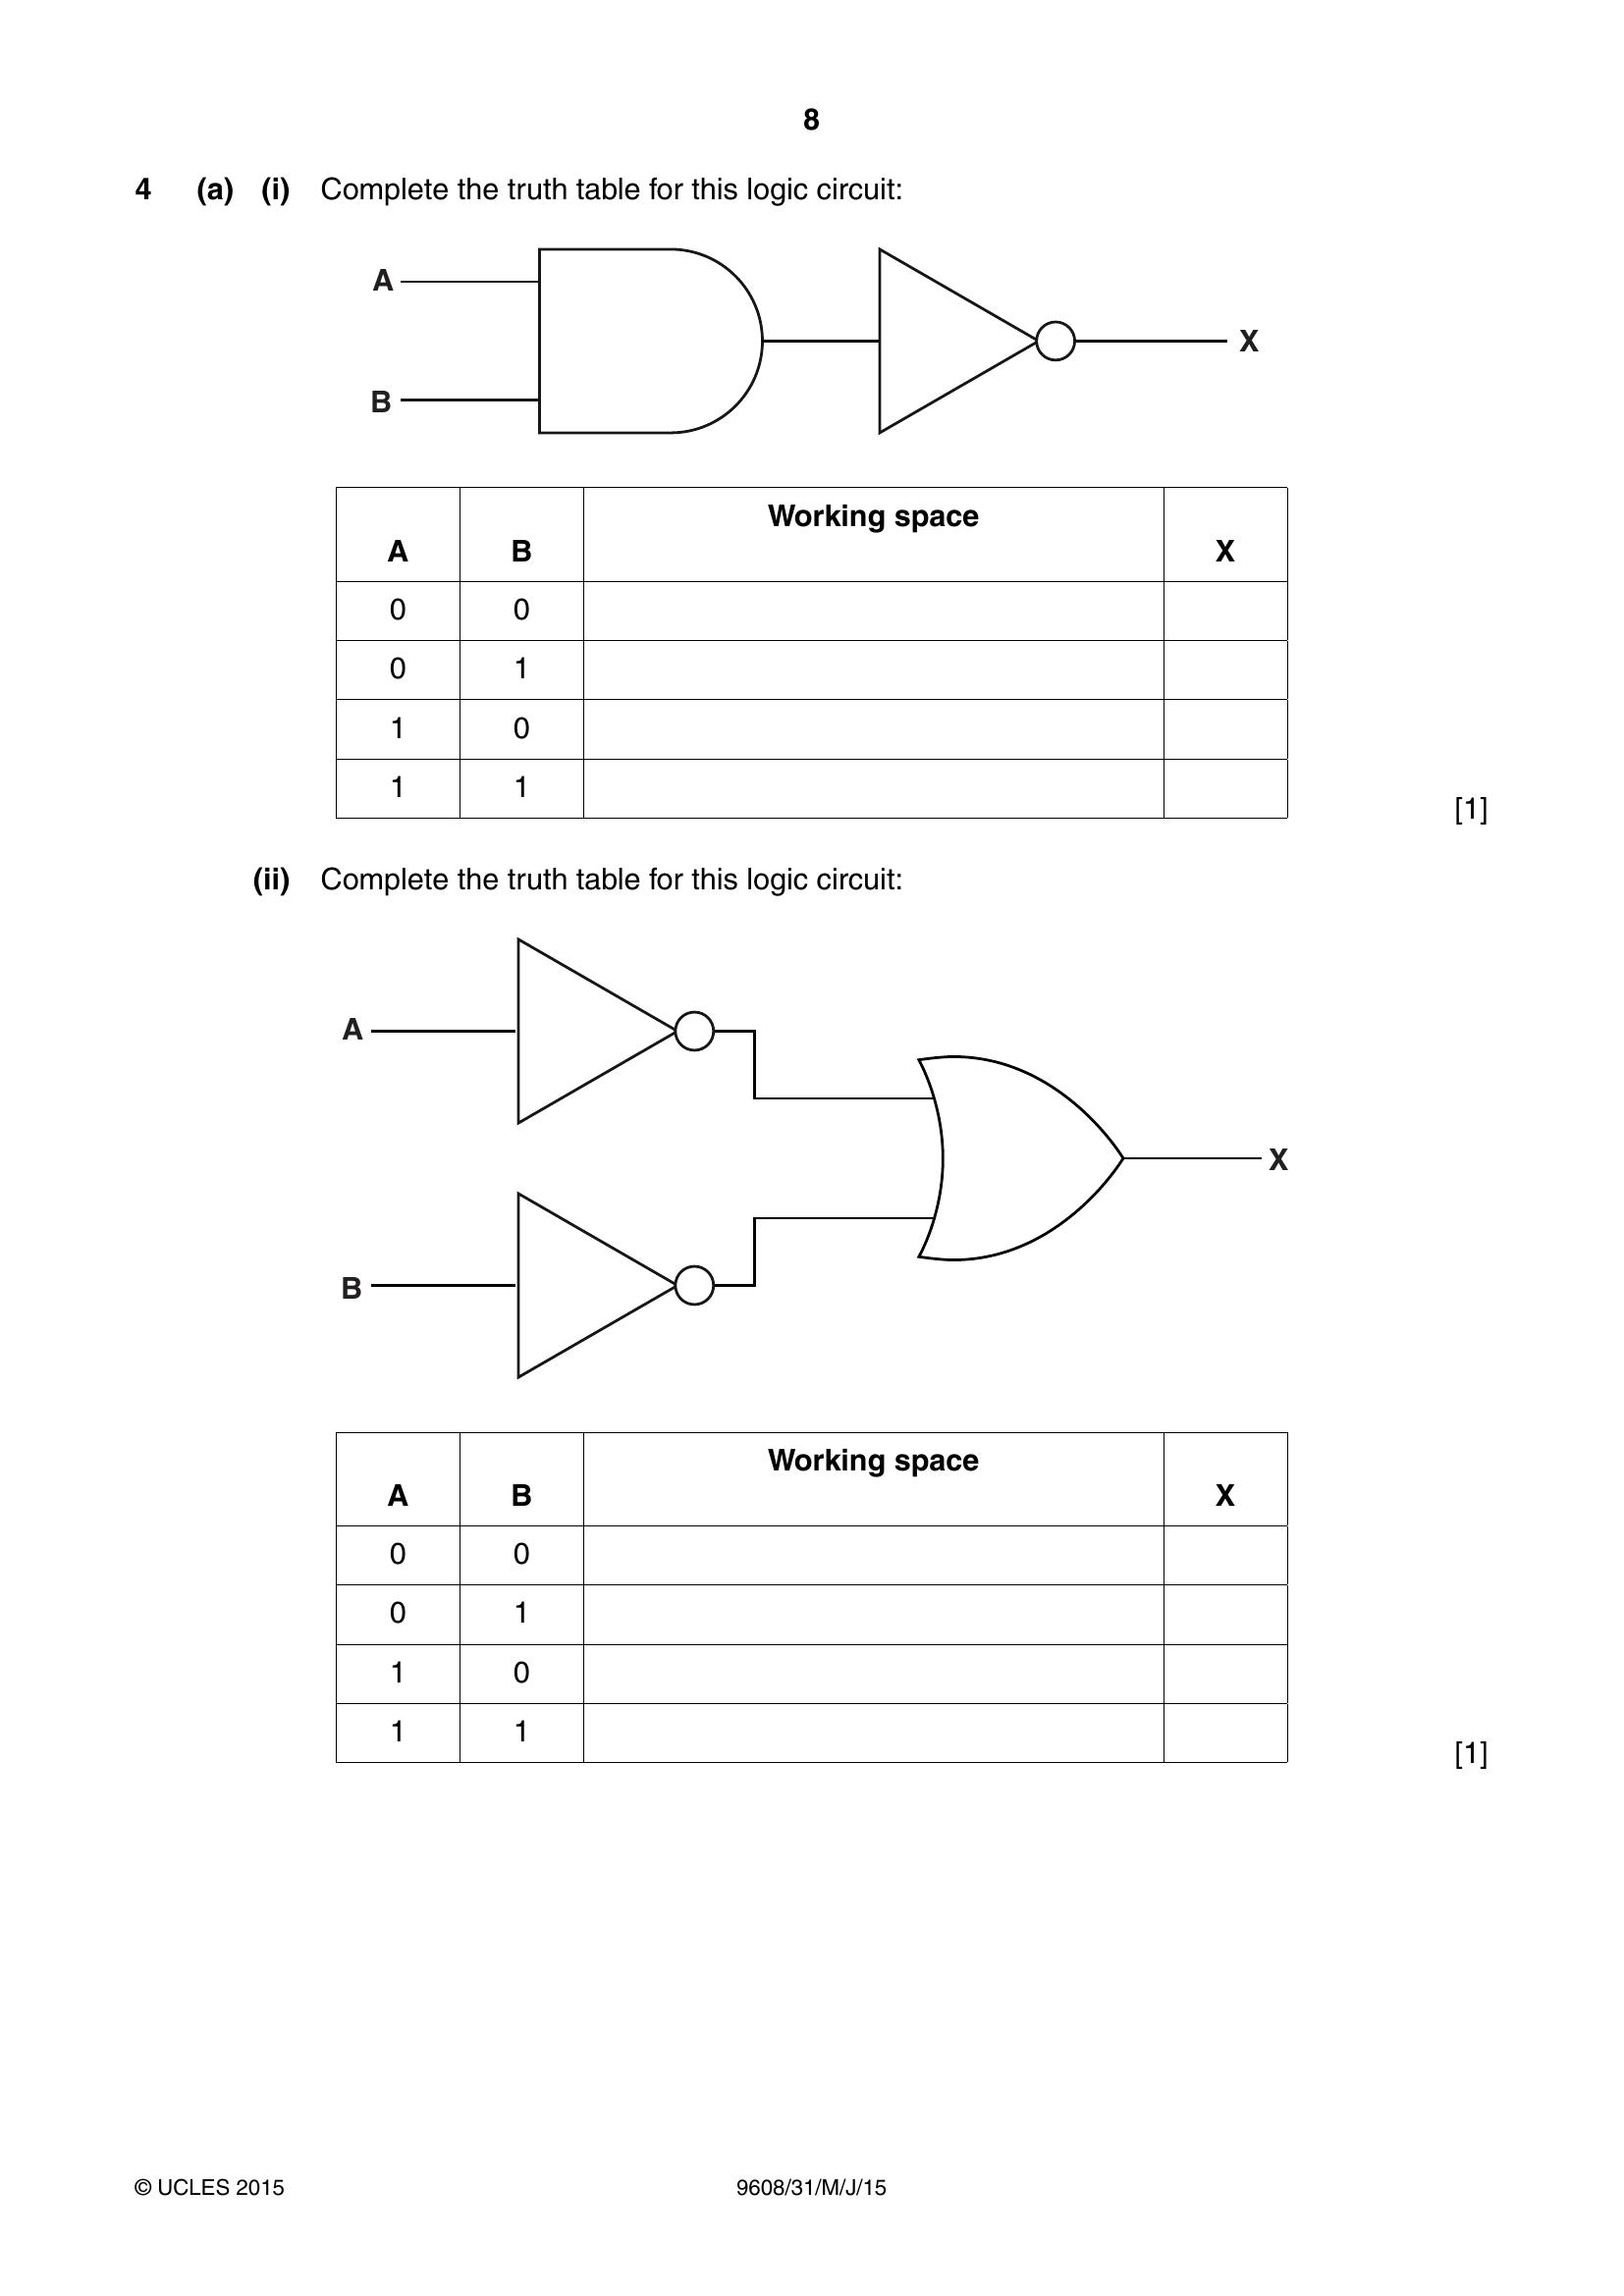 8
4 (a) (i) Complete the truth table for this logic circuit:
A
B
X
Working space
A B X
0 0
0 1
1 0
1 1
[1]
(ii) Complete the truth table for this logic circuit:
A
X
B
Working space
A B X
0 0
0 1
1 0
1 1
[1]
© UCLES 2015 9608/31/M/J/15